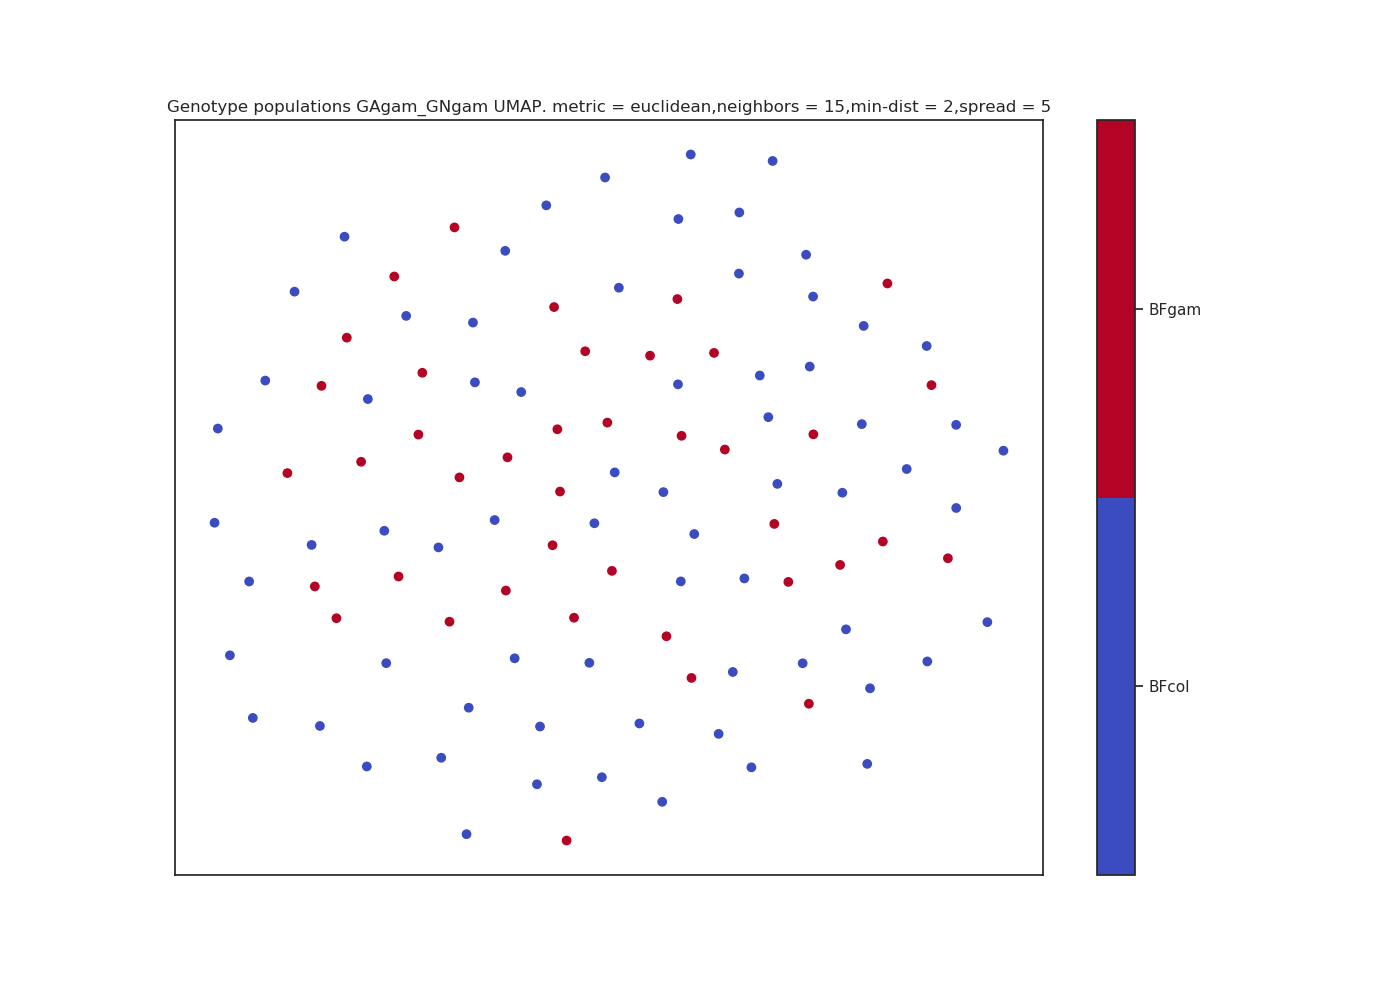 Genotype populations GAgam_GNgam UMAP. metric = euclidean,neighbors = 15,min-dist = 2,spread = 5
BFgam
BFcol